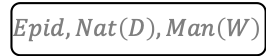 Epid, Nat(D), Man(W)